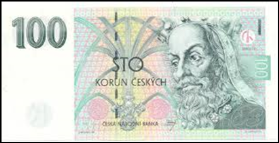 100
STO
KORUN ČESKÝCH
ČESKÁ NÁRODNÍ BANKA
100